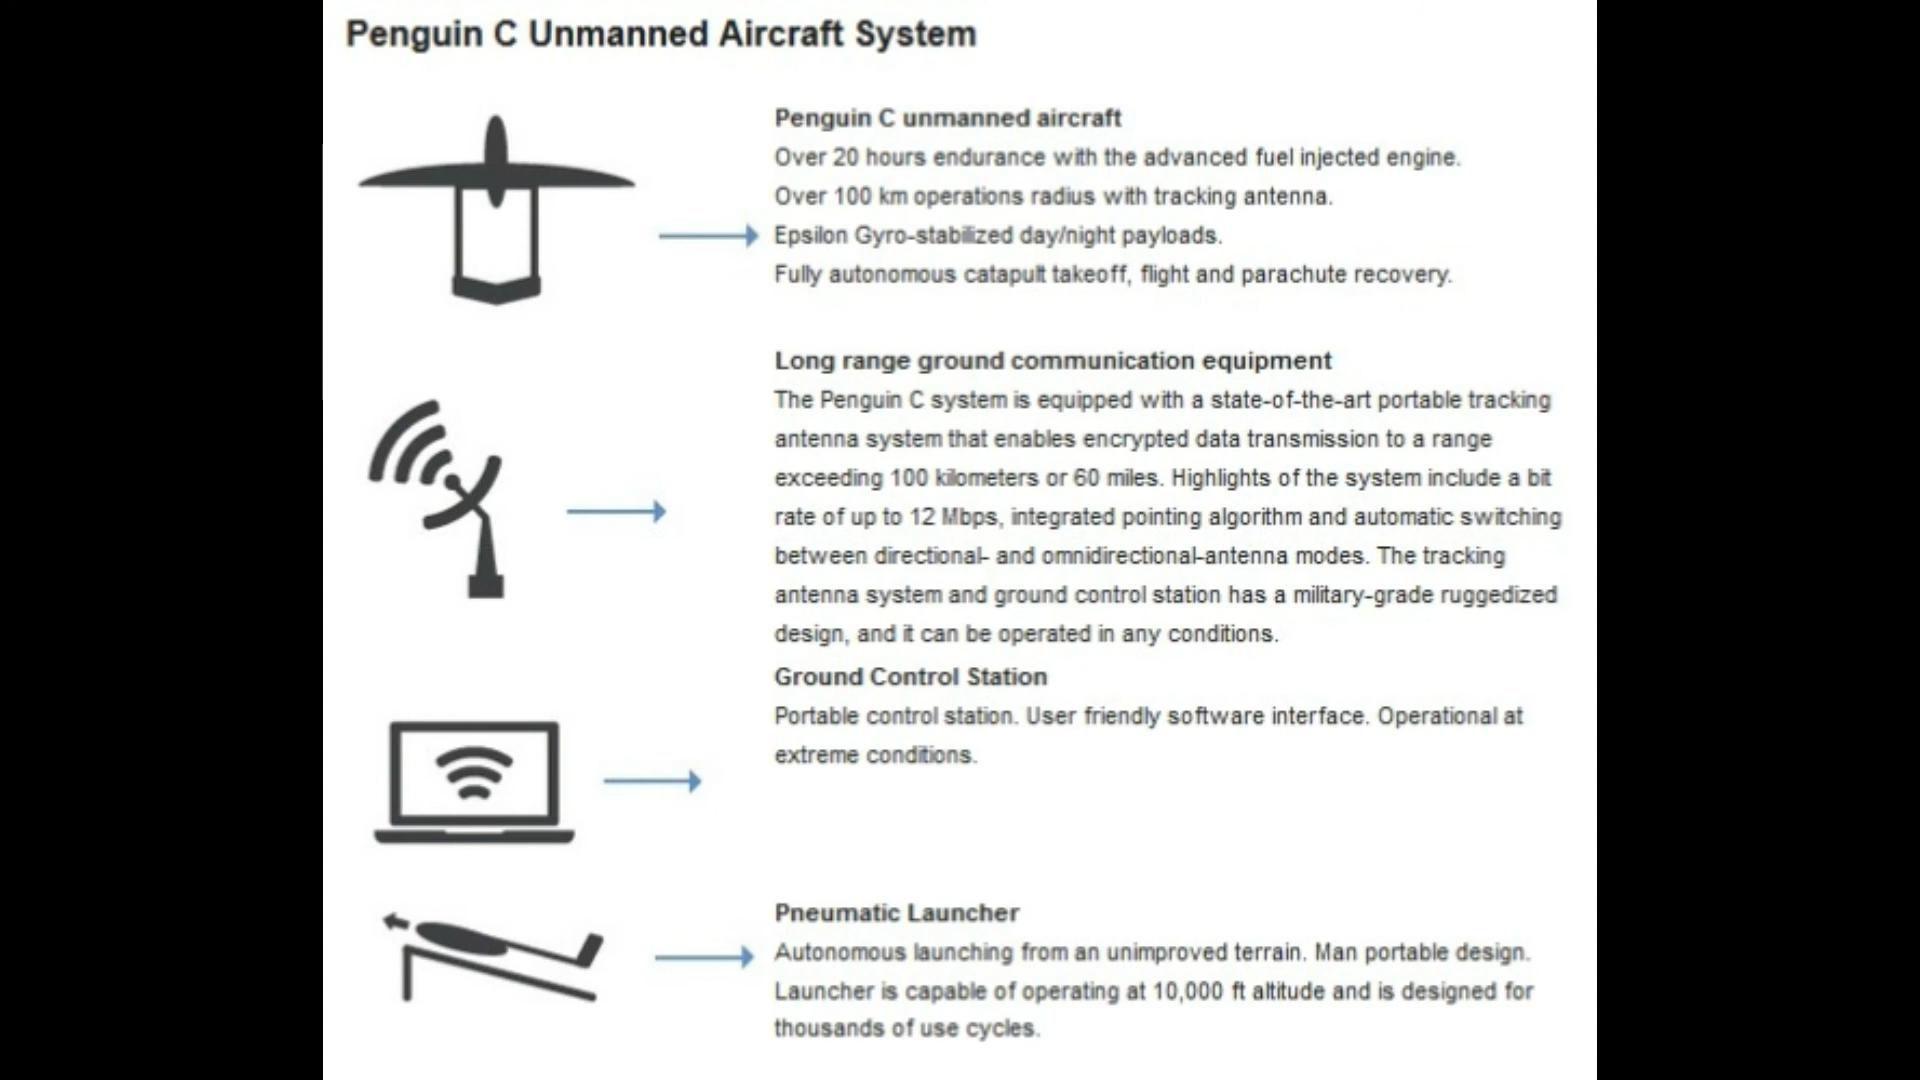 Penguin C Unmanned Aircraft System
Penguin C unmanned aircraft
Over 20 hours endurance with the advanced fuel injected engine.
Over 100 km operations radius with tracking antenna.
Epsilon Gyro-stabilized day/night payloads.
Fully autonomous catapult takeoff, flight and parachute recovery.
Long range ground communication equipment
The Penguin C system is equipped with a state-of-the-art portable tracking
antenna system that enables encrypted data transmission to a range
exceeding 100 kilometers or 60 miles. Highlights of the system include a bit
rate of up to 12 Mbps, integrated pointing algorithm and automatic switching
between directional- and omnidirectional-antenna modes. The tracking
antenna system and ground control station has a military-grade ruggedized
design, and it can be operated in any conditions.
Ground Control Station
Portable control station. User friendly software interface. Operational at
extreme conditions.
Pneumatic Launcher
Autonomous launching from an unimproved terrain. Man portable design.
Launcher is capable of operating at 10,000 ft altitude and is designed for
thousands of use cycles.